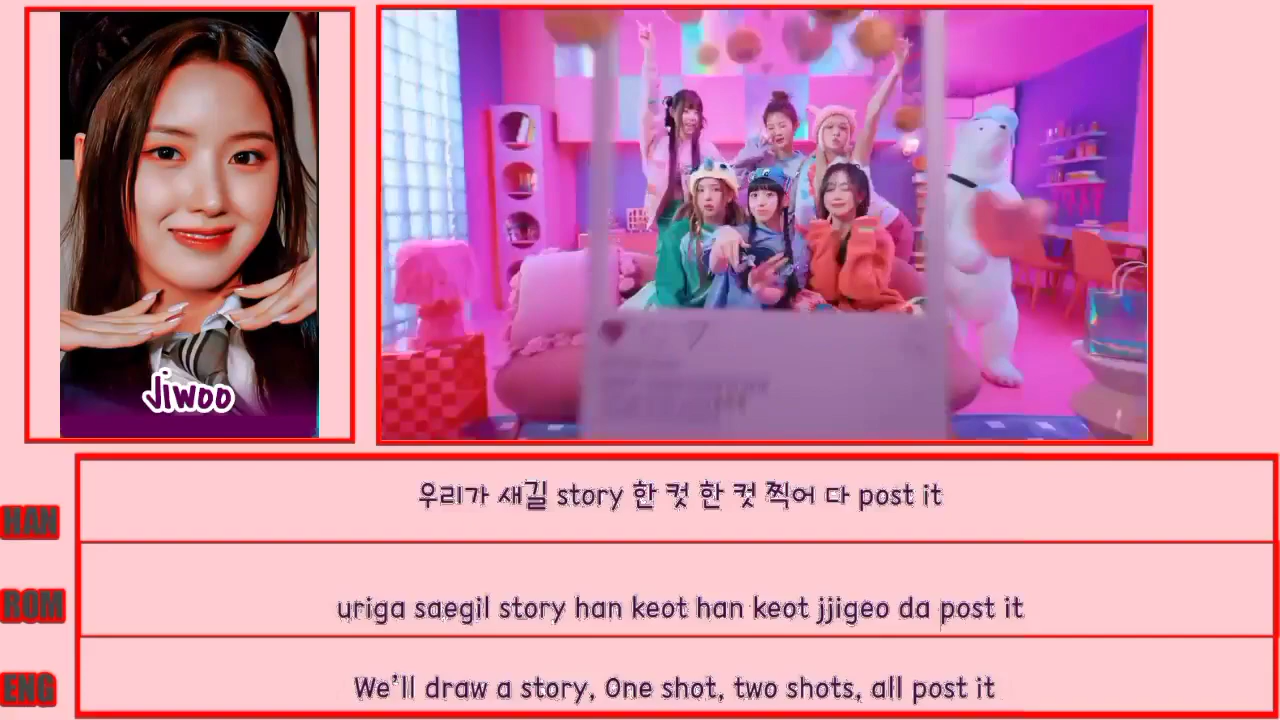 Jiwoo
HAN
우리가 새길 story 한 컷 한 컷 찍어 다 post it
ROM
uriga saegil story han keot han keot jjigeo da post it
ENG
We'll draw a story, One shot, two shots, all post it